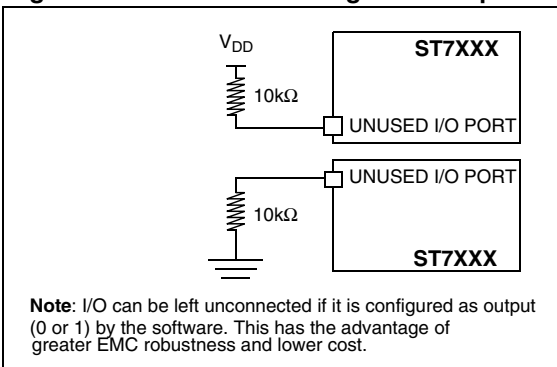 V_DD
ST7XXX
10kΩ
UNUSED I/O PORT
UNUSED I/O PORT
10kΩ
ST7XXX
Note: I/O can be left unconnected if it is configured as output
(0 or 1) by the software. This has the advantage of
greater EMC robustness and lower cost.